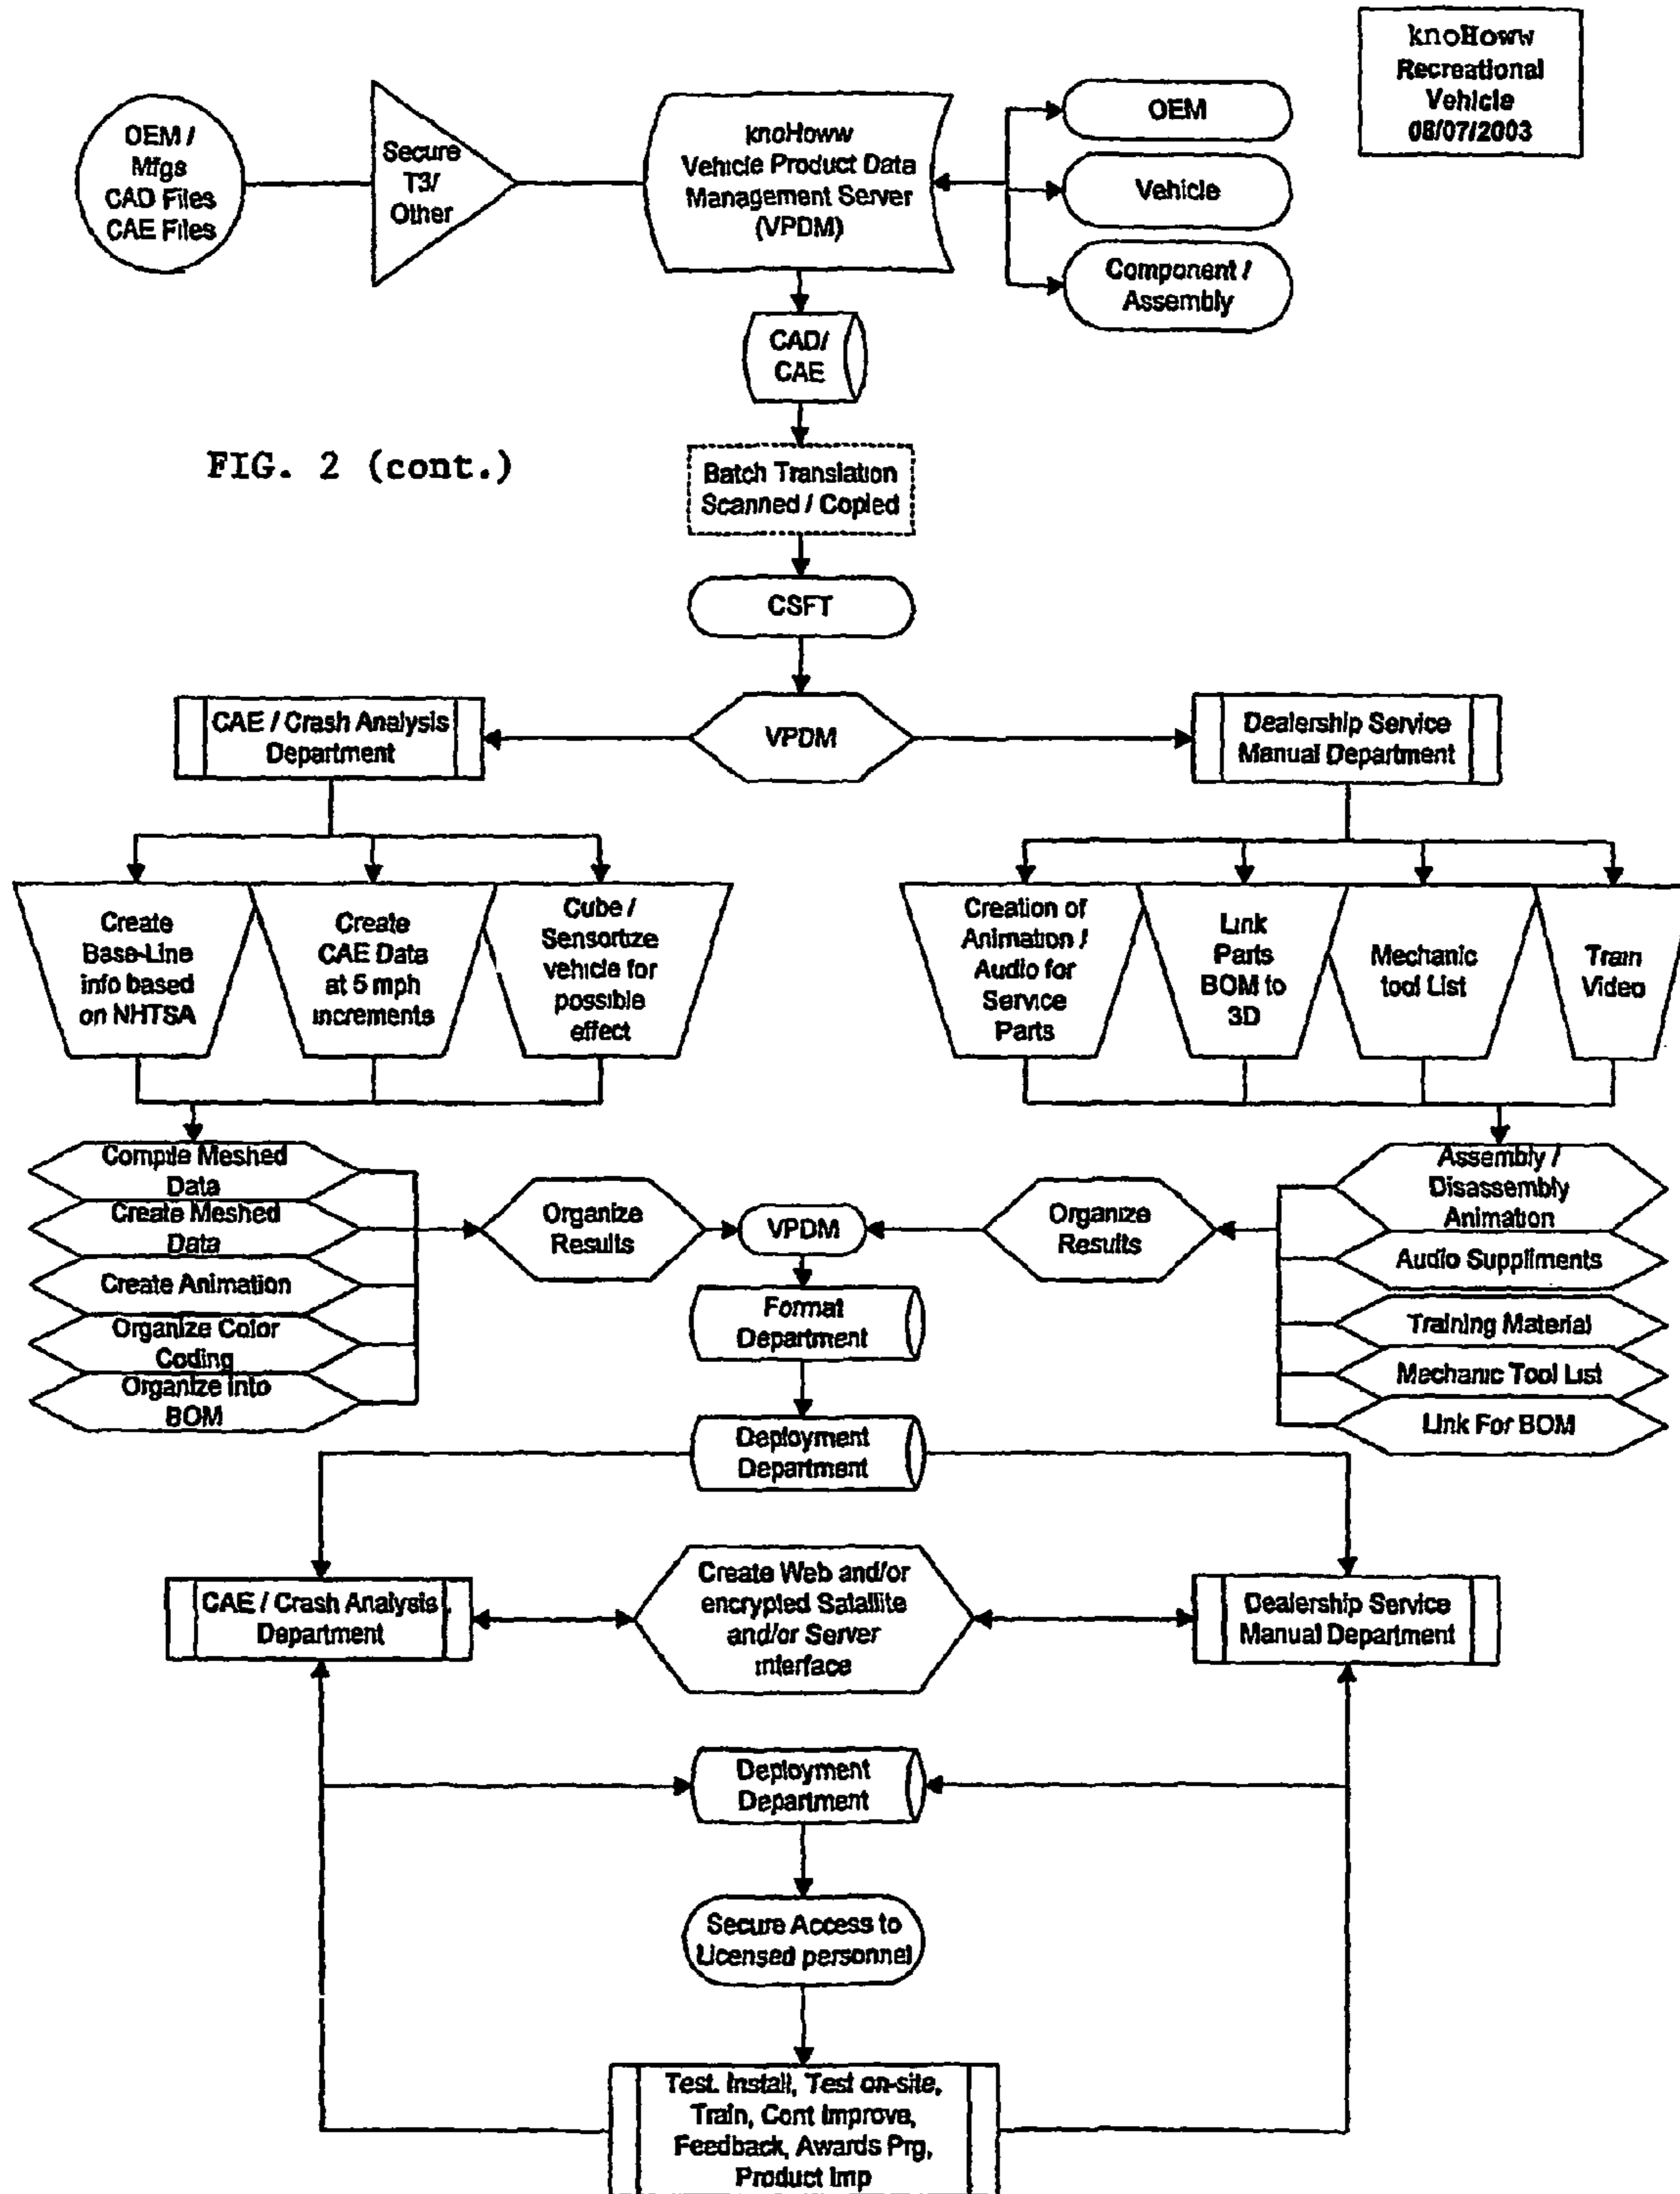 knoHoww
Recreational
Vehicle
08/07/2003
OEM /
Mfgs
CAD Files
CAE Files
Secure
T3/
Other
knoHoww
Vehicle Product Data
Management Server
(VPDM)
OEM
Vehicle
Component /
Assembly
CAD/
CAE
FIG. 2 (cont.)
Batch Translation
Scanned / Copied
CSFT
CAE / Crash Analysis
Department
VPDM
Dealership Service
Manual Department
Create
Base-Line
info based
on NHTSA
Create
CAE Data
at 5 mph
increments
Cube /
Sensortize
vehicle for
possible
effect
Creation of
Animation /
Audio for
Service
Parts
Link
Parts
BOM to
3D
Mechanic
tool List
Train
Video
Compile Meshed
Data
Create Meshed
Data
Create Animation
Organize Color
Coding
Organize into
BOM
Organize
Results
VPDM
Organize
Results
Assembly /
Disassembly
Animation
Audio Suppliments
Training Material
Mechanic Tool List
Link For BOM
Format
Department
Deployment
Department
CAE / Crash Analysis
Department
Create Web and/or
encrypted Satallite
and/or Server
interface
Dealership Service
Manual Department
Deployment
Department
Secure Access to
Licensed personnel
Test. Install, Test on-site,
Train, Cont Improve,
Feedback, Awards Prg,
Product Imp